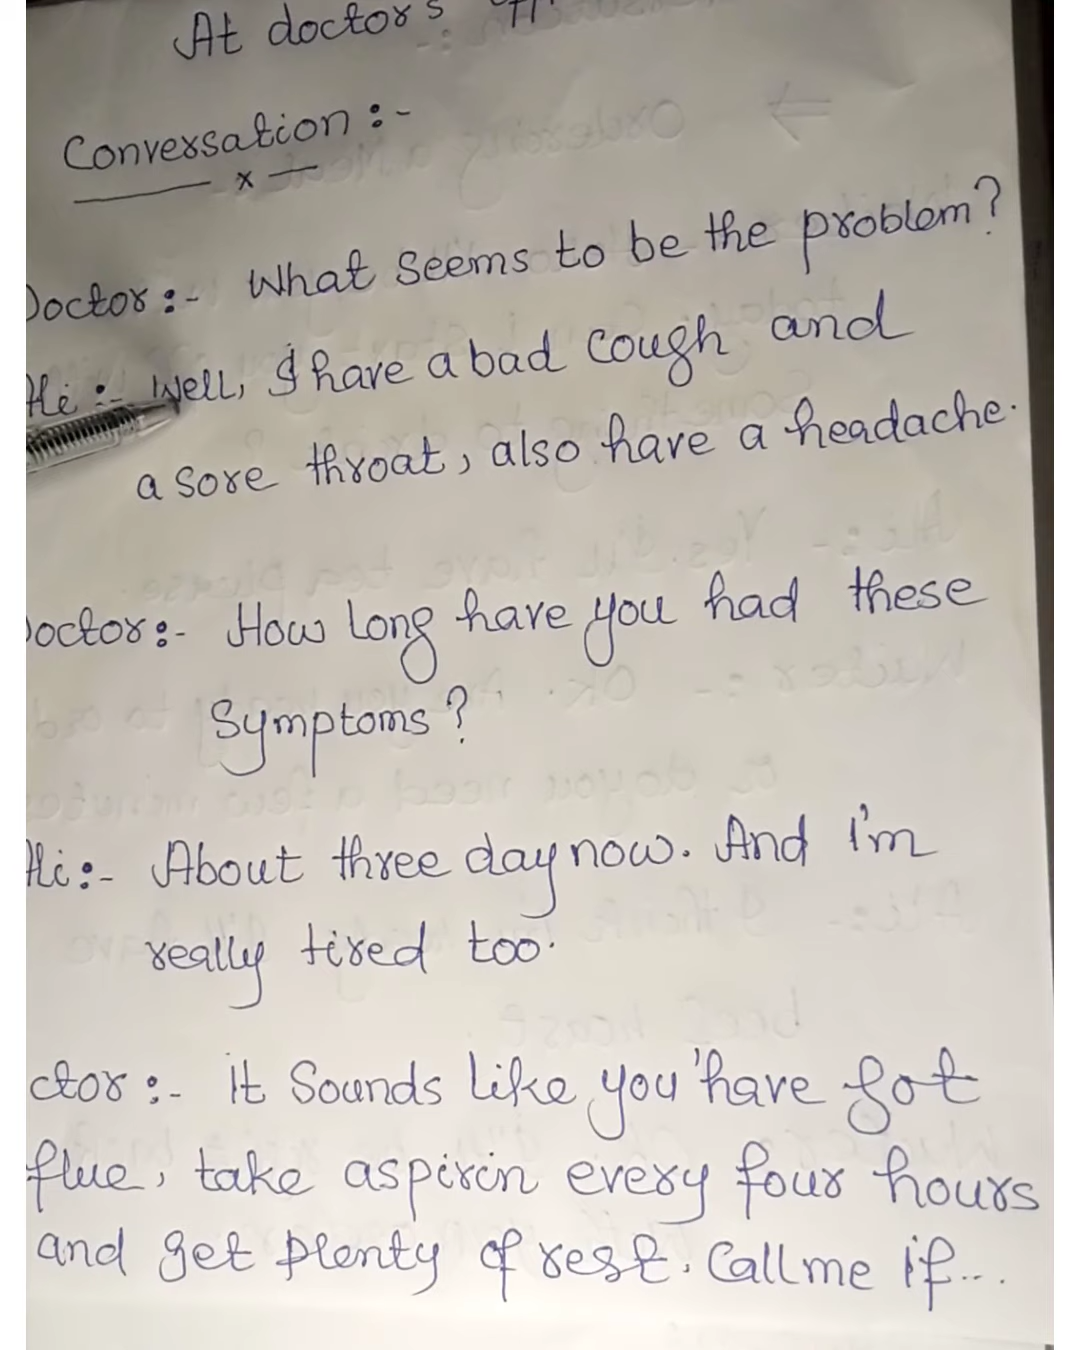 At doctor's
Conversation :-
Doctor :- What seems to be the problem?
Ali :- Well, I have a bad cough and
a sore throat, also have a headache.
Doctor :- How long have you had these
Symptoms?
Ali :- About three day now. And I'm
really tired too.
ctor :- it Sounds like you'have got
flue, take aspirin every four hours
and get plenty of rest. Call me if...